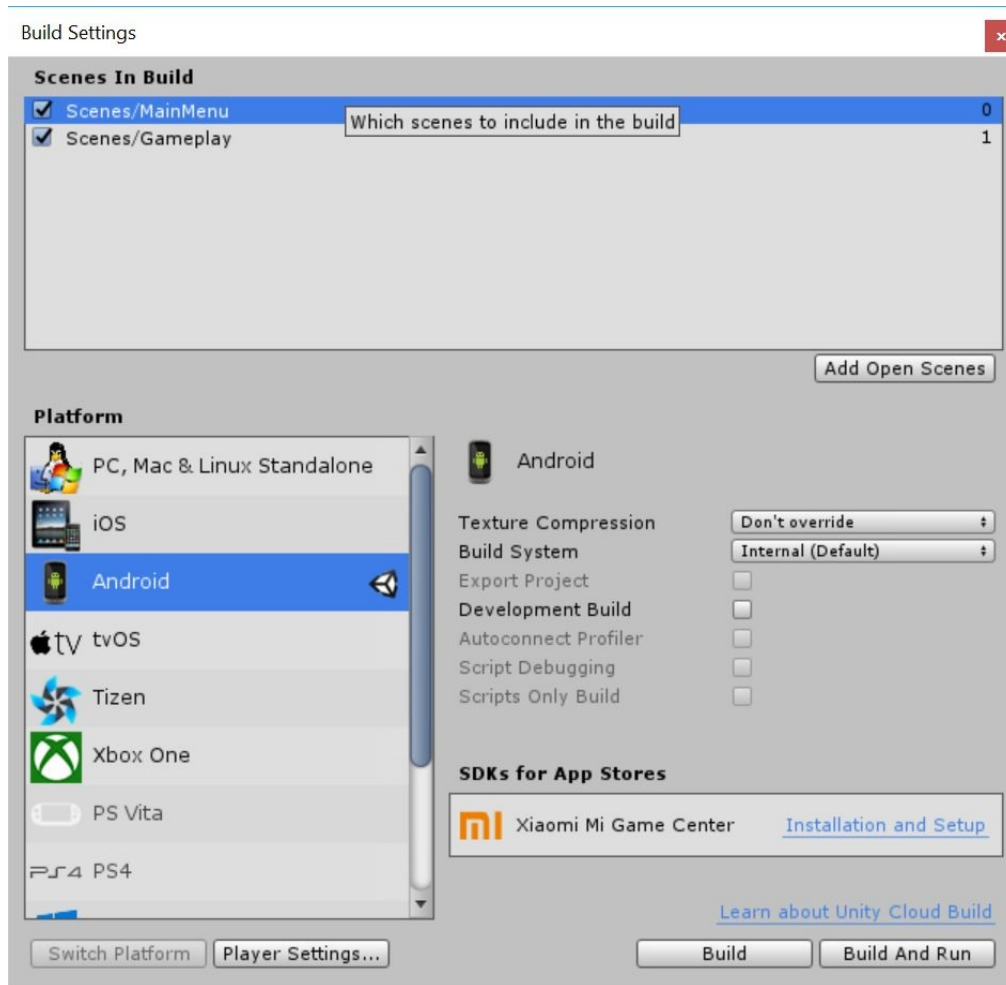 Build Settings
x
Scenes In Build
Scenes/MainMenu 0
Which scenes to include in the build
Scenes/Gameplay 1
Add Open Scenes
Platform
PC, Mac & Linux Standalone
iOS
Android
tv tvOS
Tizen
Xbox One
PS Vita
PS4 PS4
Android
Texture Compression Don't override
Build System Internal (Default)
Export Project
Development Build
Autoconnect Profiler
Script Debugging
Scripts Only Build
SDKs for App Stores
mi Xiaomi Mi Game Center Installation and Setup
Learn about Unity Cloud Build
Switch Platform Player Settings... Build Build And Run